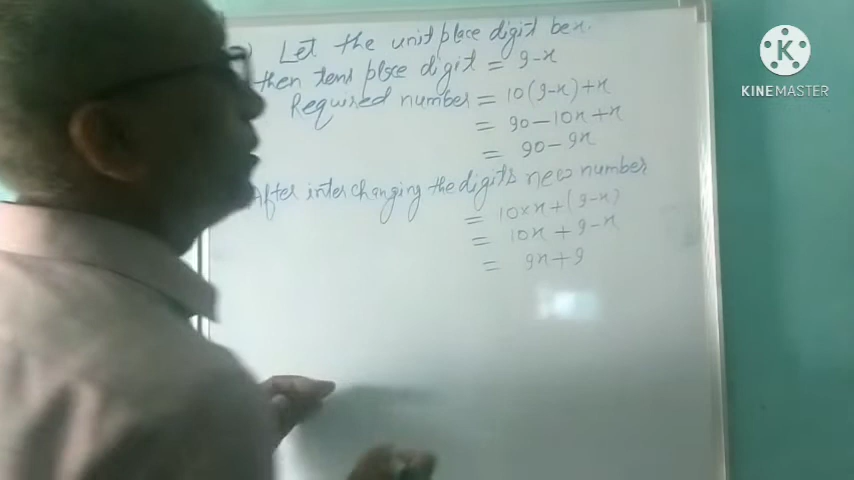 ) Let the unit place digit be x.
then tens place digit = 9-x
Required number = 10(9-x)+x
= 90-10x+x
= 90-9x
After interchanging the digits new number
= 10×x+(9-x)
= 10x+9-x
= 9x+9
KINEMASTER